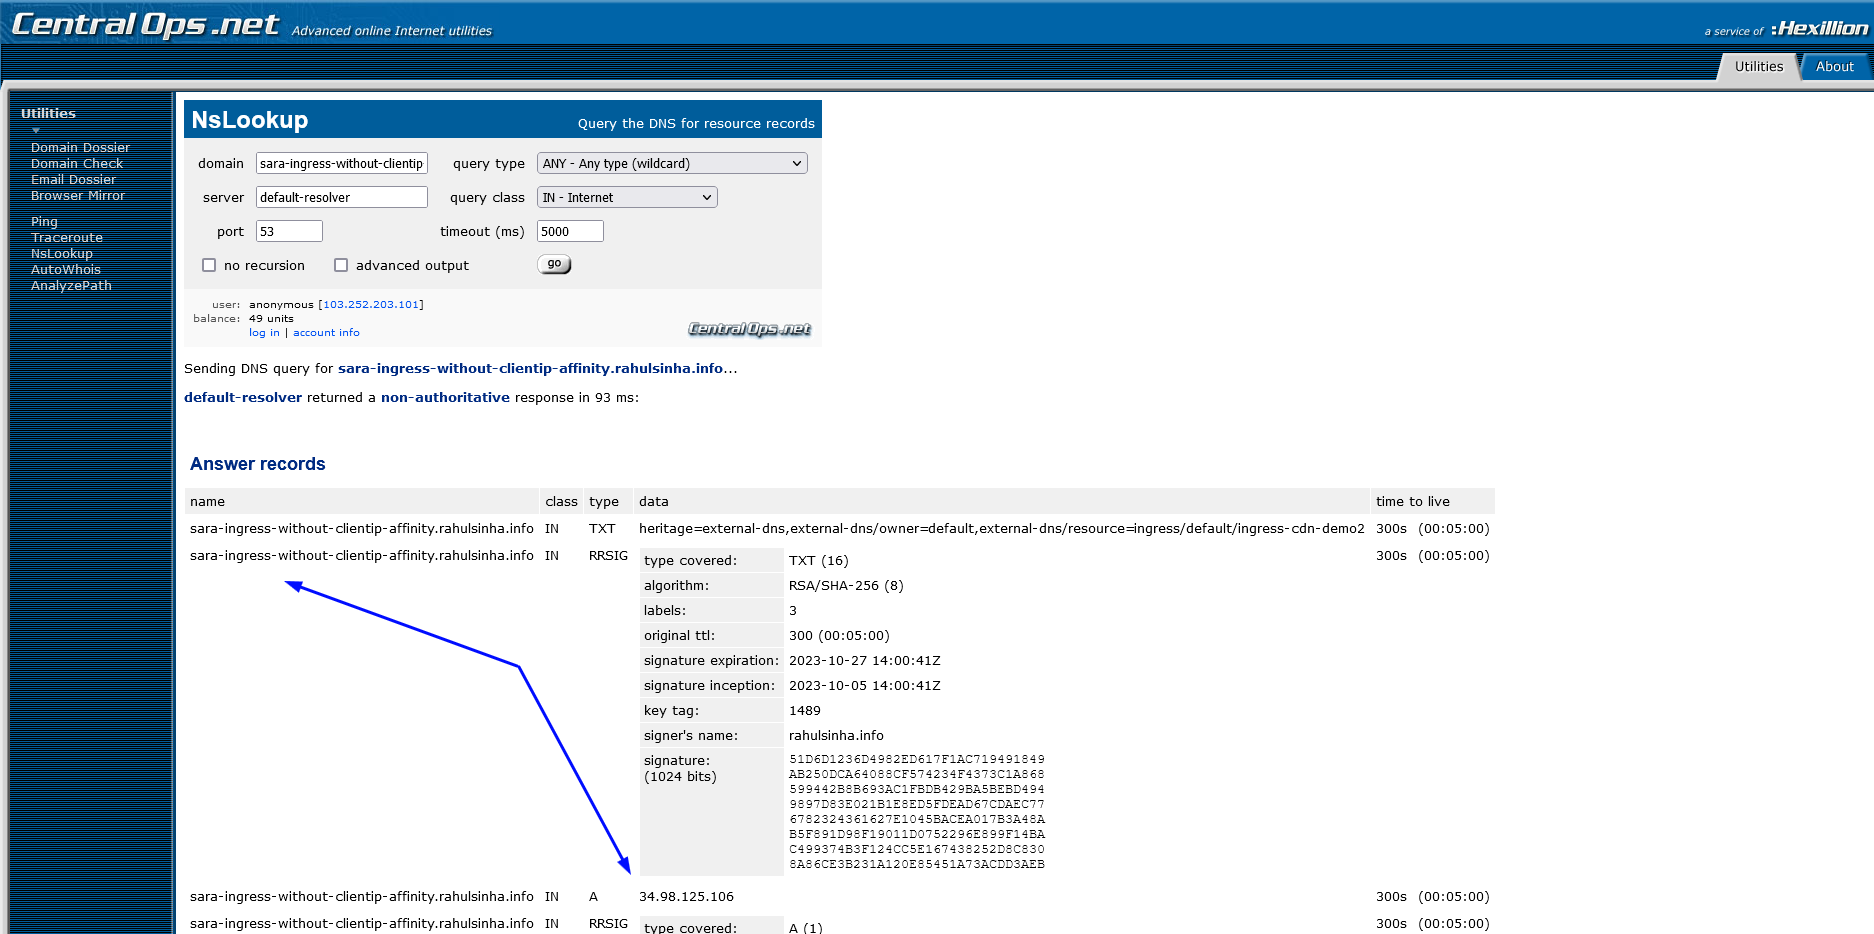 CentralOps.net Advanced online Internet utilities
a service of :Hexillion
Utilities About
Utilities
Domain Dossier
Domain Check
Email Dossier
Browser Mirror
Ping
Traceroute
NsLookup
AutoWhois
AnalyzePath
NsLookup Query the DNS for resource records
domain sara-ingress-without-clientip query type ANY - Any type (wildcard)
server default-resolver query class IN - Internet
port 53 timeout (ms) 5000
no recursion advanced output go
user: anonymous [103.252.203.101]
balance: 49 units
log in | account info
CentralOps.net
Sending DNS query for sara-ingress-without-clientip-affinity.rahulsinha.info...
default-resolver returned a non-authoritative response in 93 ms:
Answer records
name class type data time to live
sara-ingress-without-clientip-affinity.rahulsinha.info IN TXT heritage=external-dns,external-dns/owner=default,external-dns/resource=ingress/default/ingress-cdn-demo2 300s (00:05:00)
sara-ingress-without-clientip-affinity.rahulsinha.info IN RRSIG type covered: TXT (16) 300s (00:05:00)
algorithm: RSA/SHA-256 (8)
labels: 3
original ttl: 300 (00:05:00)
signature expiration: 2023-10-27 14:00:41Z
signature inception: 2023-10-05 14:00:41Z
key tag: 1489
signer's name: rahulsinha.info
signature: 51D6D1236D4982ED617F1AC719491849
(1024 bits) AB250DCA64088CF574234F4373C1A868
599442B8B693AC1FBDB429BA5BEBD494
9897D83E021B1E8ED5FDEAD67CDAEC77
6782324361627E1045BACEA017B3A48A
B5F891D98F19011D0752296E899F14BA
C499374B3F124CC5E167438252D8C830
8A86CE3B231A120E85451A73ACDD3AEB
sara-ingress-without-clientip-affinity.rahulsinha.info IN A 34.98.125.106 300s (00:05:00)
sara-ingress-without-clientip-affinity.rahulsinha.info IN RRSIG type covered: A (1) 300s (00:05:00)